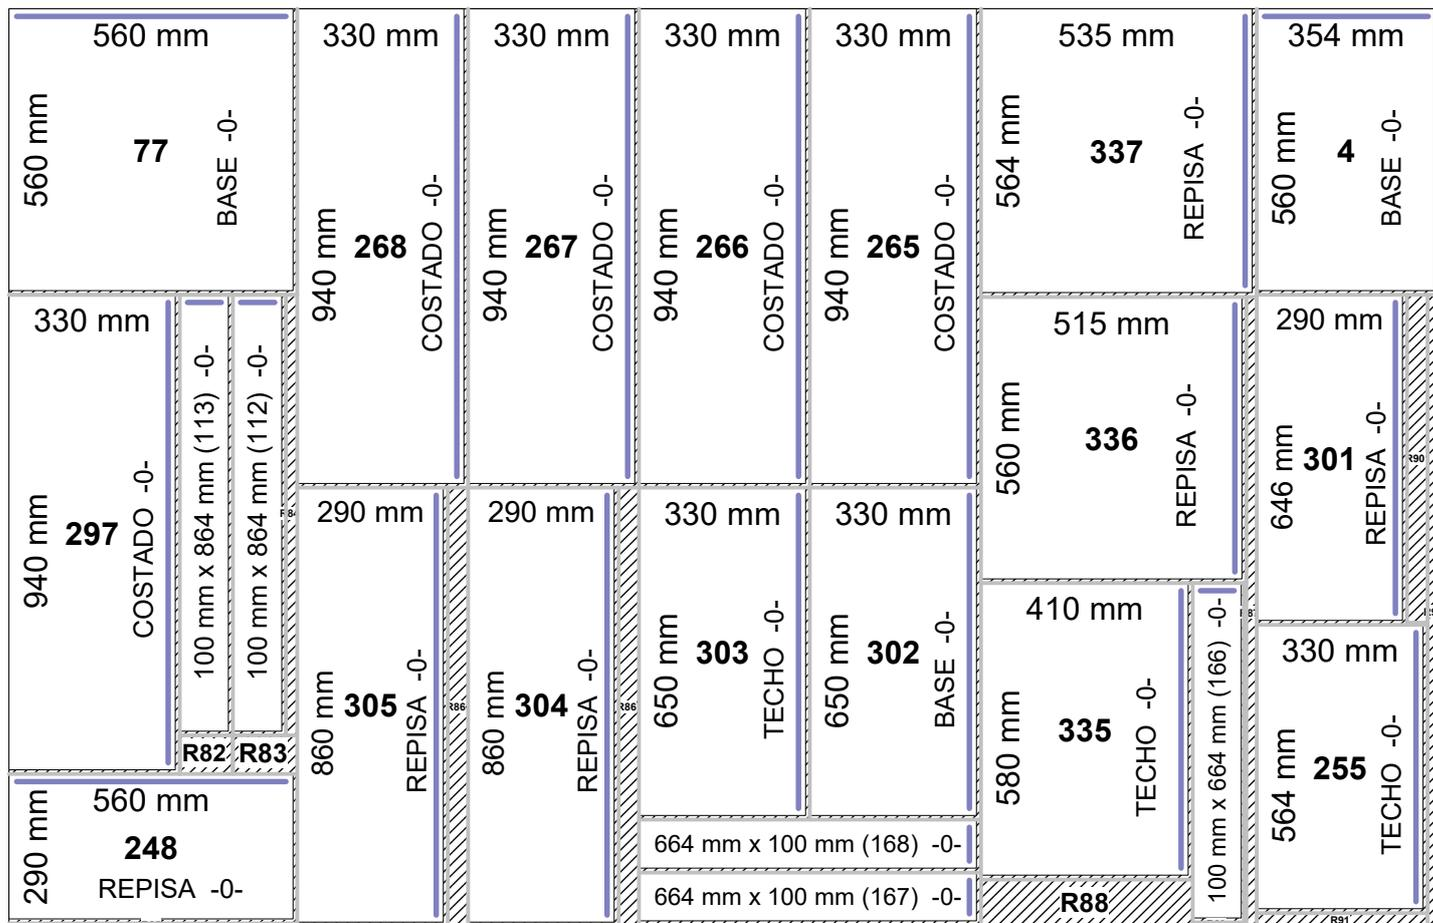 560 mm
560 mm
77
BASE -0-
330 mm
940 mm
268
COSTADO -0-
330 mm
940 mm
267
COSTADO -0-
330 mm
940 mm
266
COSTADO -0-
330 mm
940 mm
265
COSTADO -0-
535 mm
564 mm
337
REPISA -0-
354 mm
560 mm
4
BASE -0-
330 mm
940 mm
297
COSTADO -0-
100 mm x 864 mm (113) -0-
100 mm x 864 mm (112) -0-
R82
R83
560 mm
290 mm
248
REPISA -0-
290 mm
860 mm
305
REPISA -0-
R86
290 mm
860 mm
304
REPISA -0-
R86
330 mm
650 mm
303
TECHO -0-
330 mm
650 mm
302
BASE -0-
664 mm x 100 mm (168) -0-
664 mm x 100 mm (167) -0-
515 mm
560 mm
336
REPISA -0-
410 mm
580 mm
335
TECHO -0-
100 mm x 664 mm (166) -0-
R88
290 mm
646 mm
301
REPISA -0-
R90
330 mm
564 mm
255
TECHO -0-
R91